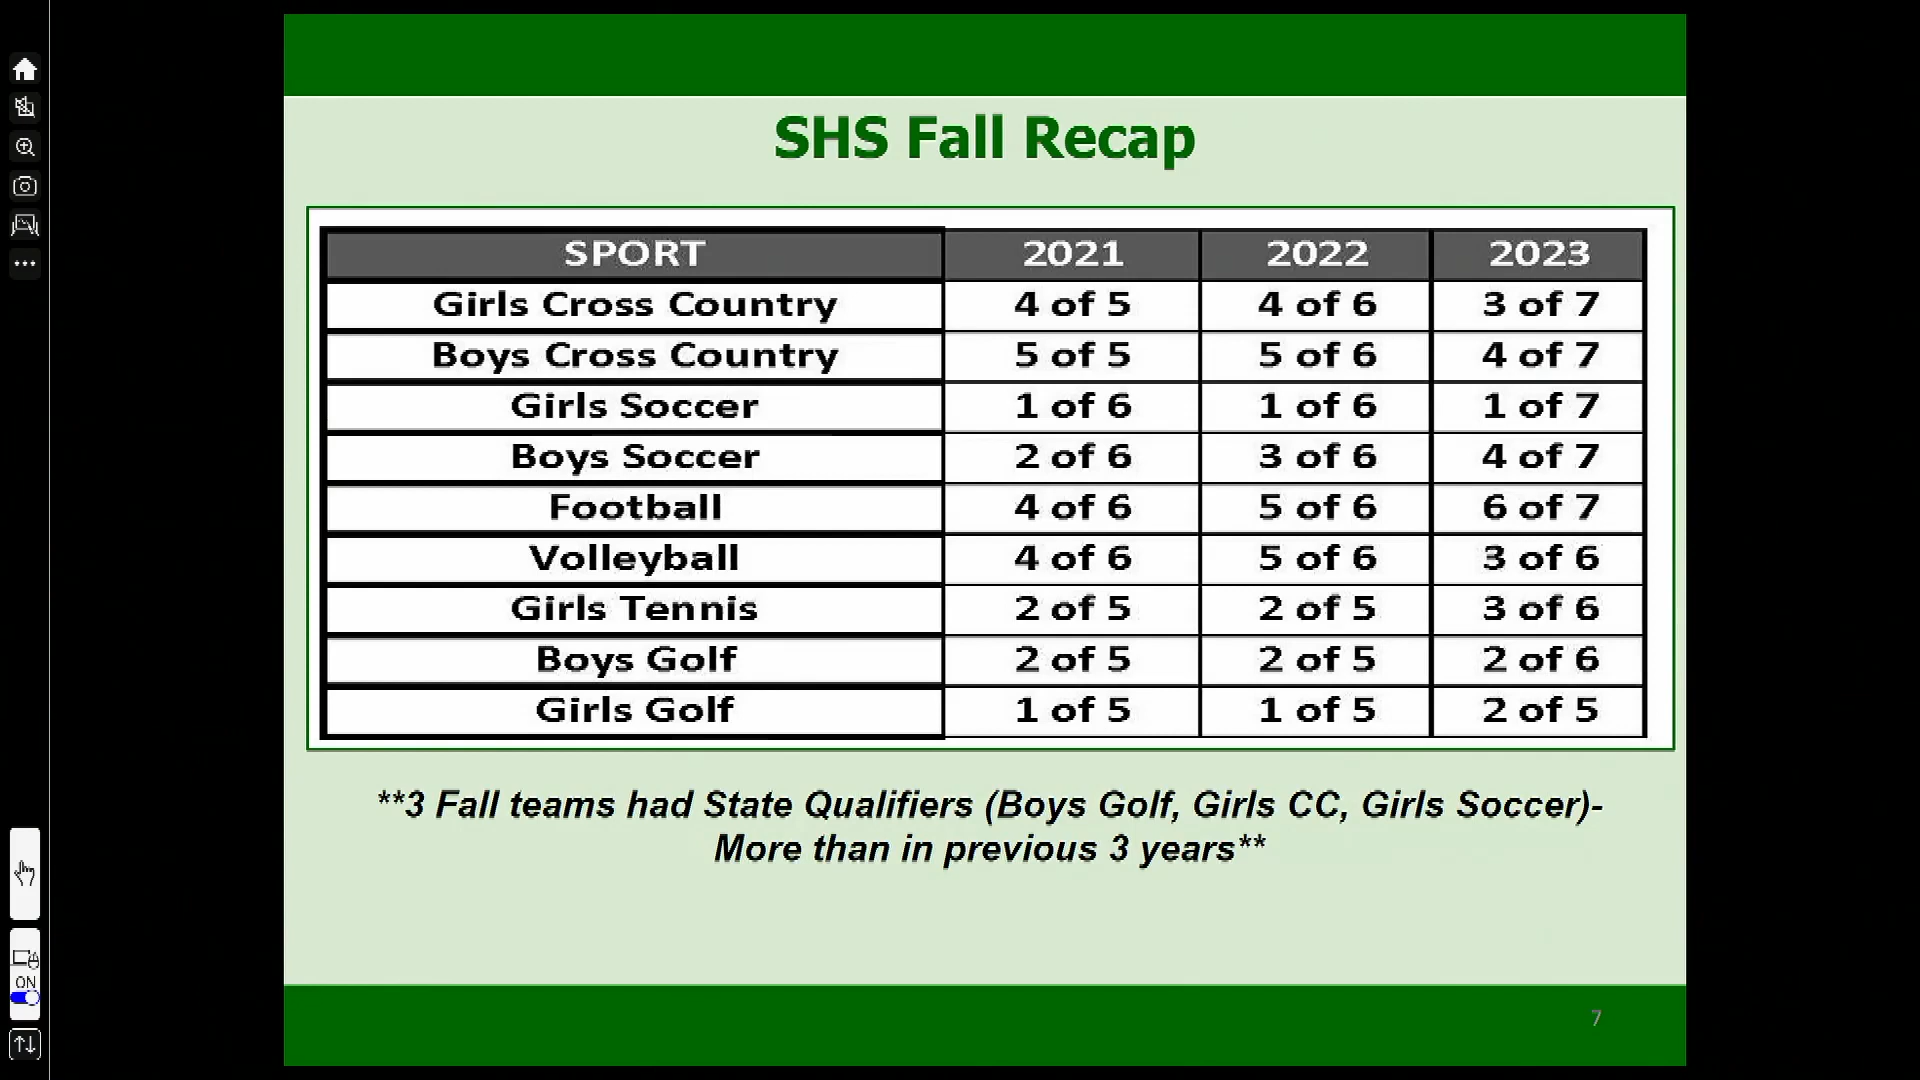 SHS Fall Recap
SPORT 2021 2022 2023
Girls Cross Country 4 of 5 4 of 6 3 of 7
Boys Cross Country 5 of 5 5 of 6 4 of 7
Girls Soccer 1 of 6 1 of 6 1 of 7
Boys Soccer 2 of 6 3 of 6 4 of 7
Football 4 of 6 5 of 6 6 of 7
Volleyball 4 of 6 5 of 6 3 of 6
Girls Tennis 2 of 5 2 of 5 3 of 6
Boys Golf 2 of 5 2 of 5 2 of 6
Girls Golf 1 of 5 1 of 5 2 of 5
**3 Fall teams had State Qualifiers (Boys Golf, Girls CC, Girls Soccer)-
More than in previous 3 years**
ON
7